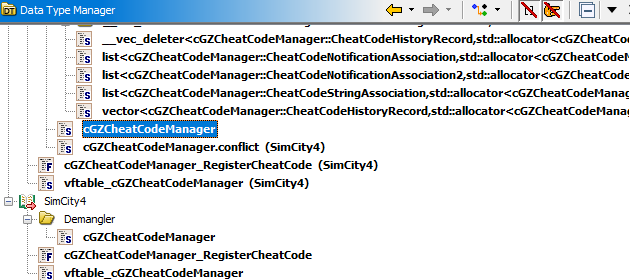 Data Type Manager
__vec_deleter<cGZCheatCodeManager::CheatCodeHistoryRecord,std::allocator<cGZCheatCodeMa
list<cGZCheatCodeManager::CheatCodeNotificationAssociation,std::allocator<cGZCheatCodeM
list<cGZCheatCodeManager::CheatCodeNotificationAssociation2,std::allocator<cGZCheatCode
list<cGZCheatCodeManager::CheatCodeStringAssociation,std::allocator<cGZCheatCodeManag
vector<cGZCheatCodeManager::CheatCodeHistoryRecord,std::allocator<cGZCheatCodeManage
cGZCheatCodeManager
cGZCheatCodeManager.conflict (SimCity4)
cGZCheatCodeManager_RegisterCheatCode (SimCity4)
vftable_cGZCheatCodeManager (SimCity4)
SimCity4
Demangler
cGZCheatCodeManager
cGZCheatCodeManager_RegisterCheatCode
vftable_cGZCheatCodeManager